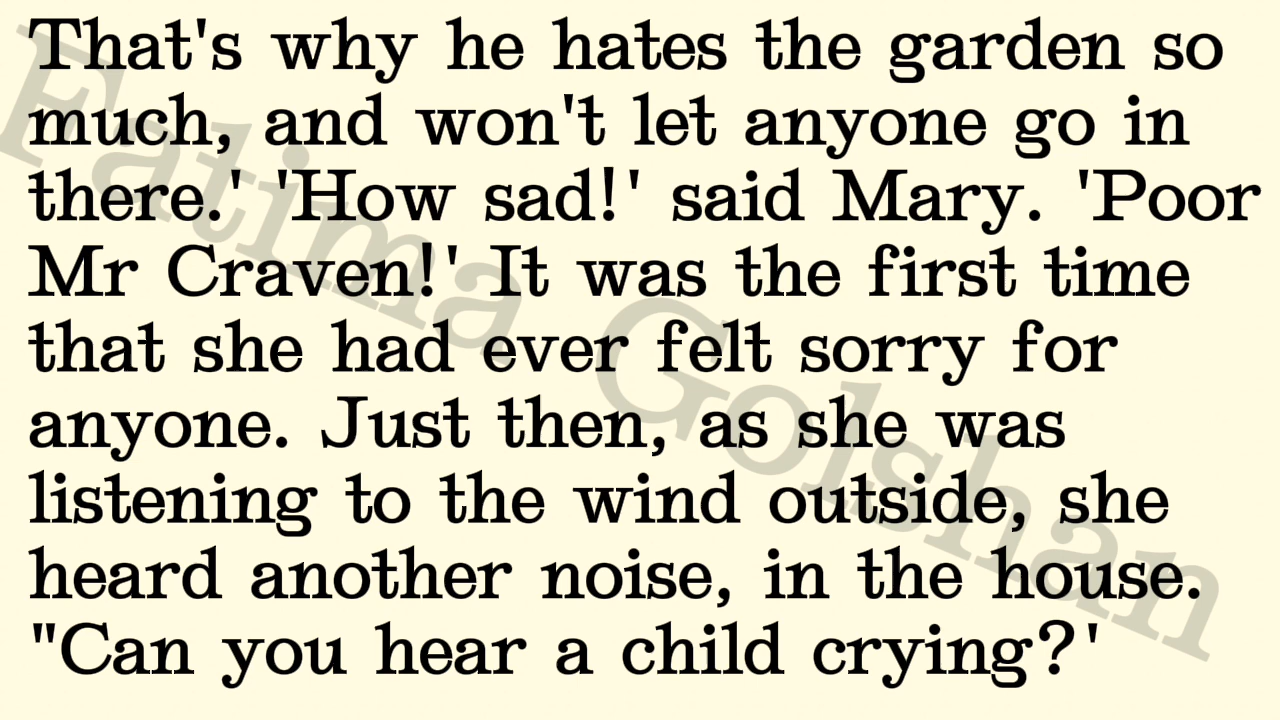 That's why he hates the garden so
much, and won't let anyone go in
there.' 'How sad!' said Mary. 'Poor
Mr Craven!' It was the first time
that she had ever felt sorry for
anyone. Just then, as she was
listening to the wind outside, she
heard another noise, in the house.
"Can you hear a child crying?'
Fatima Golshan